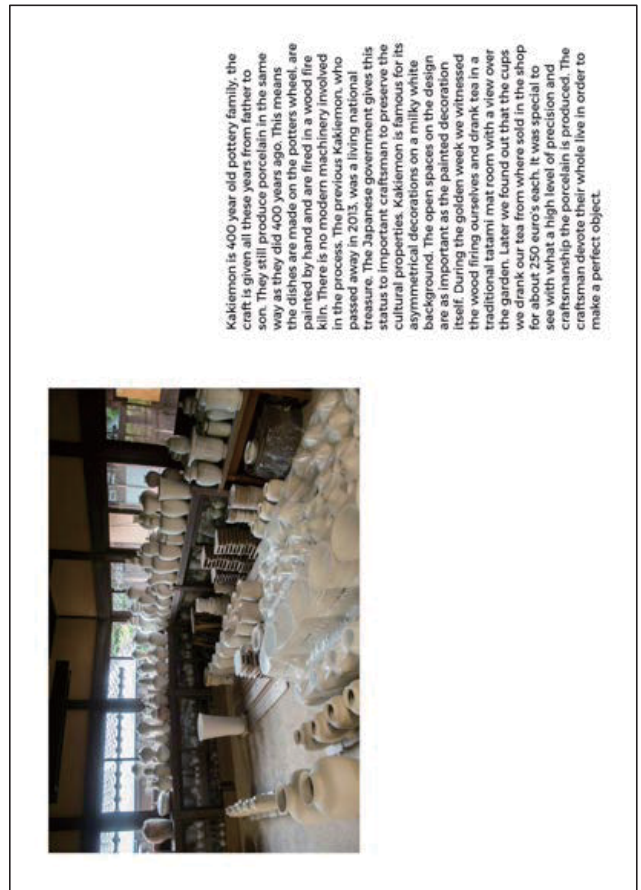 Kakiemon is 400 year old pottery family, the
craft is given all these years from father to
son. They still produce porcelain in the same
way as they did 400 years ago. This means
the dishes are made on the potters wheel, are
painted by hand and are fired in a wood fire
kiln. There is no modern machinery involved
in the process. The previous Kakiemon, who
passed away in 2013, was a living national
treasure. The Japanese government gives this
status to important craftsman to preserve the
cultural properties. Kakiemon is famous for its
asymmetrical decorations on a milky white
background. The open spaces on the design
are as important as the painted decoration
itself. During the golden week we witnessed
the wood firing ourselves and drank tea in a
traditional tatami mat room with a view over
the garden. Later we found out that the cups
we drank our tea from where sold in the shop
for about 250 euro's each. It was special to
see with what a high level of precision and
craftsmanship the porcelain is produced. The
craftsman devote their whole live in order to
make a perfect object.